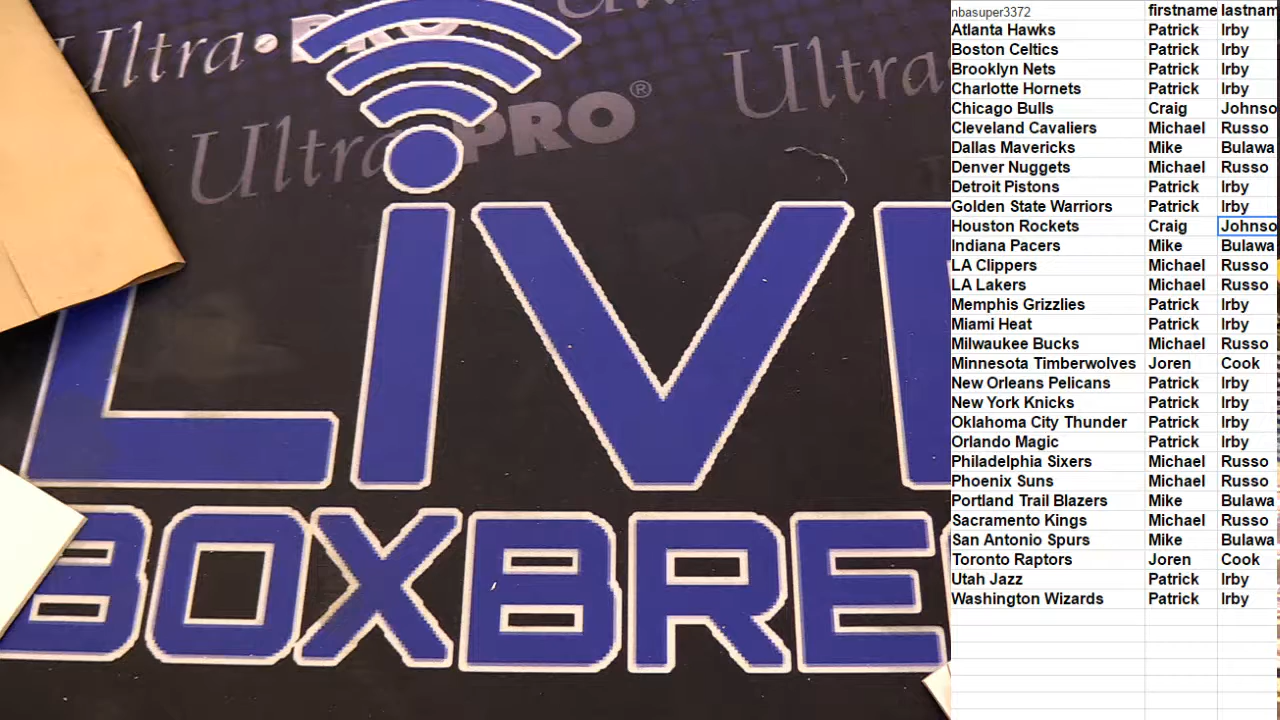 Ultra•PRO
Ultra PRO®
Ultra
LIV
BOXBRE
nbasuper3372 firstname lastnam
Atlanta Hawks Patrick Irby
Boston Celtics Patrick Irby
Brooklyn Nets Patrick Irby
Charlotte Hornets Patrick Irby
Chicago Bulls Craig Johnso
Cleveland Cavaliers Michael Russo
Dallas Mavericks Mike Bulawa
Denver Nuggets Michael Russo
Detroit Pistons Patrick Irby
Golden State Warriors Patrick Irby
Houston Rockets Craig Johnso
Indiana Pacers Mike Bulawa
LA Clippers Michael Russo
LA Lakers Michael Russo
Memphis Grizzlies Patrick Irby
Miami Heat Patrick Irby
Milwaukee Bucks Michael Russo
Minnesota Timberwolves Joren Cook
New Orleans Pelicans Patrick Irby
New York Knicks Patrick Irby
Oklahoma City Thunder Patrick Irby
Orlando Magic Patrick Irby
Philadelphia Sixers Michael Russo
Phoenix Suns Michael Russo
Portland Trail Blazers Mike Bulawa
Sacramento Kings Michael Russo
San Antonio Spurs Mike Bulawa
Toronto Raptors Joren Cook
Utah Jazz Patrick Irby
Washington Wizards Patrick Irby